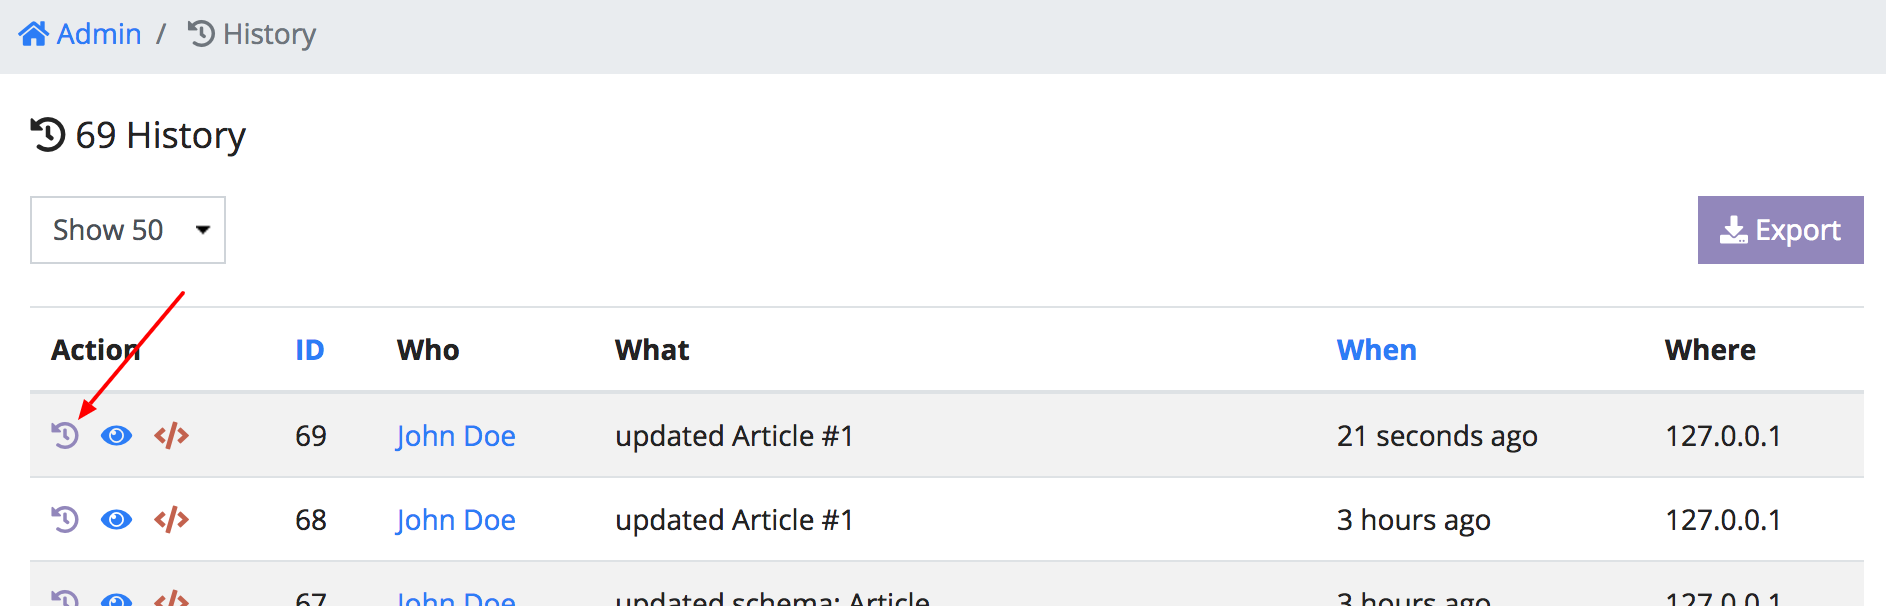 Admin / History
69 History
Show 50
Export
Action ID Who What When Where
69 John Doe updated Article #1 21 seconds ago 127.0.0.1
68 John Doe updated Article #1 3 hours ago 127.0.0.1
67 John Doe updated schema: Article 3 hours ago 127.0.0.1